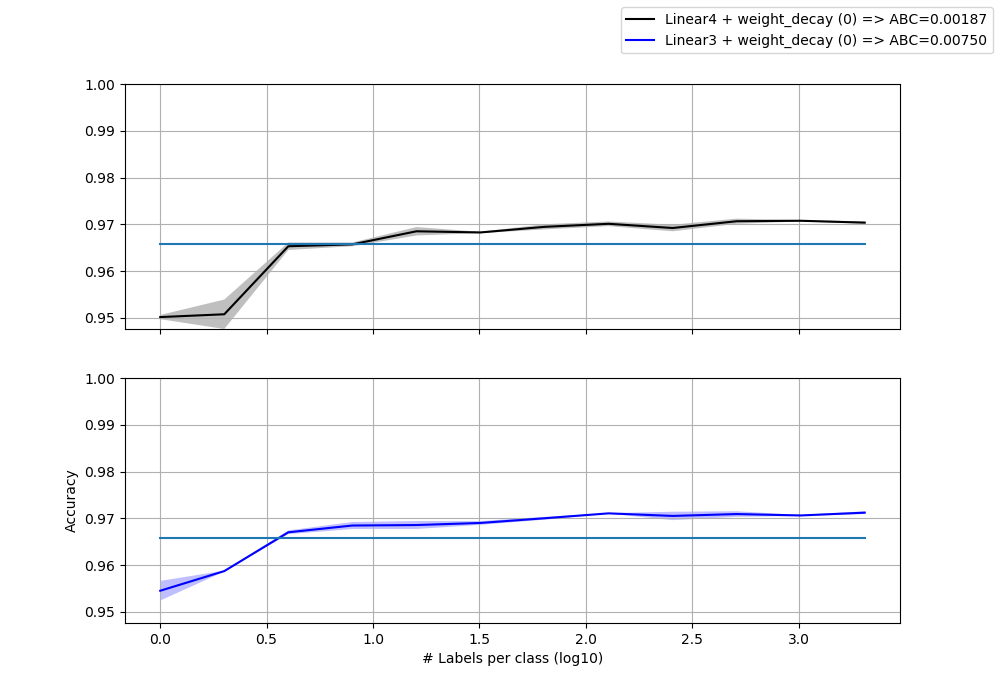 Linear4 + weight_decay (0) => ABC=0.00187
Linear3 + weight_decay (0) => ABC=0.00750
1.00
0.99
0.98
0.97
0.96
0.95
1.00
0.99
0.98
0.97
0.96
0.95
Accuracy
0.0 0.5 1.0 1.5 2.0 2.5 3.0
# Labels per class (log10)